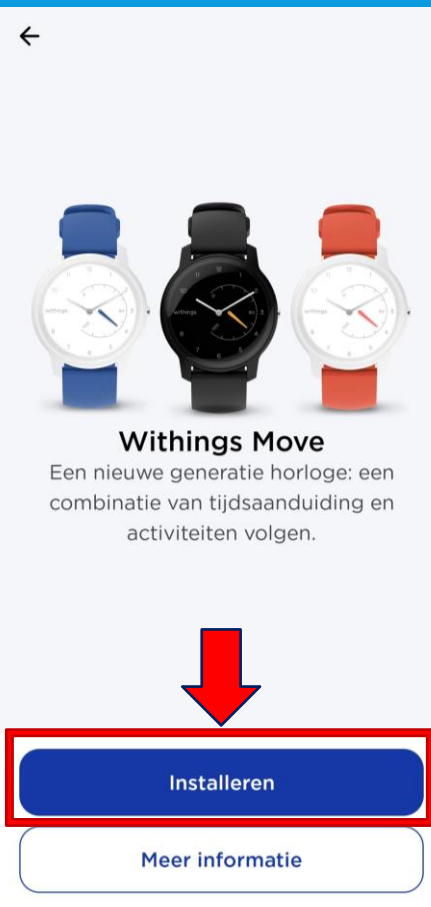 Withings Move
Een nieuwe generatie horloge: een
combinatie van tijdsaanduiding en
activiteiten volgen.
Installeren
Meer informatie